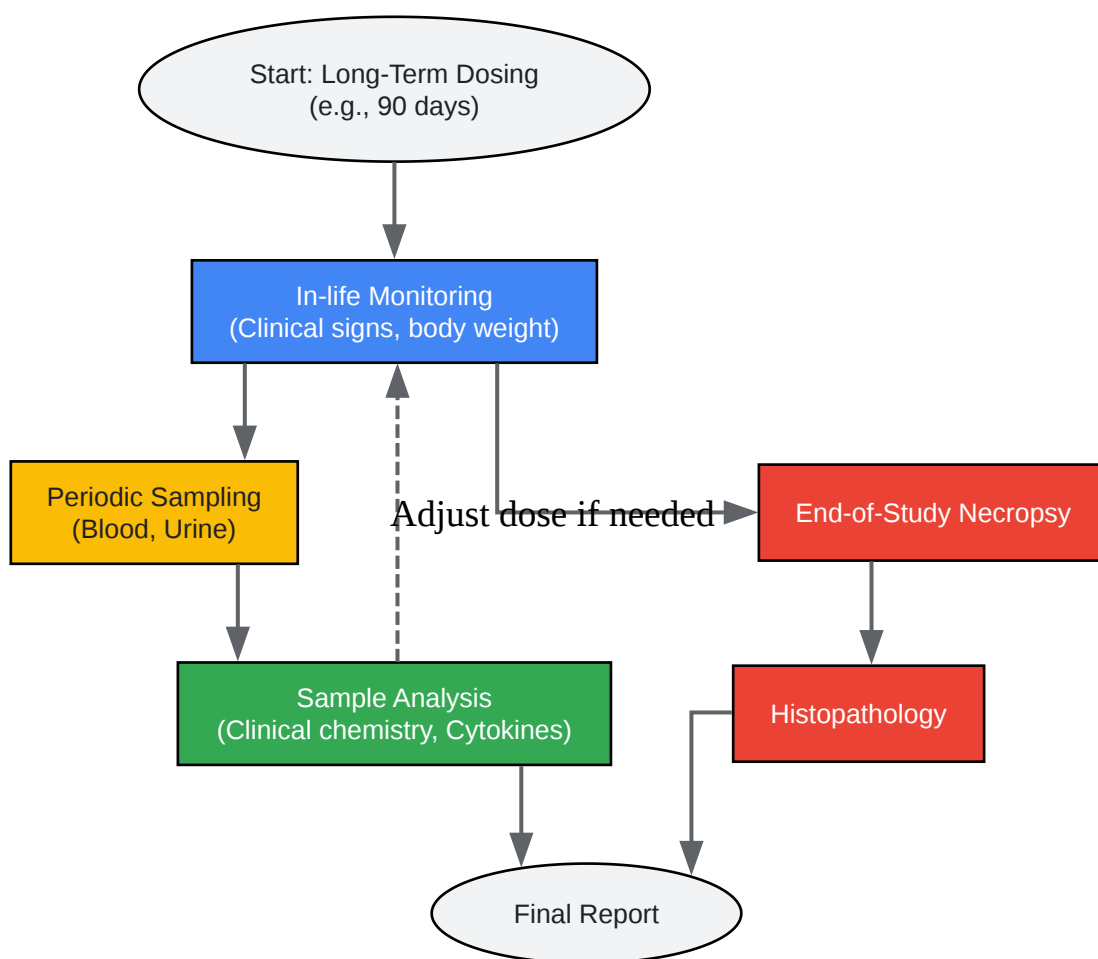 Start: Long-Term Dosing
(e.g., 90 days)
In-life Monitoring
(Clinical signs, body weight)
Periodic Sampling
(Blood, Urine)
Adjust dose if needed
End-of-Study Necropsy
Sample Analysis
(Clinical chemistry, Cytokines)
Histopathology
Final Report